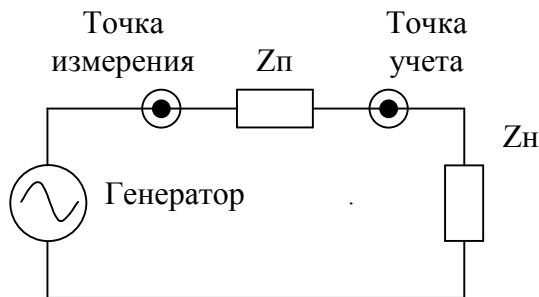 Точка
измерения
Zп
Точка
учета
Zн
Генератор